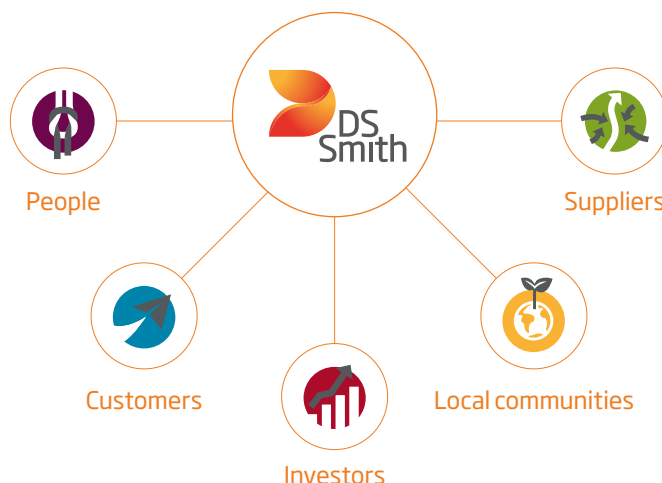 DS
Smith
People
Suppliers
Customers
Local communities
Investors